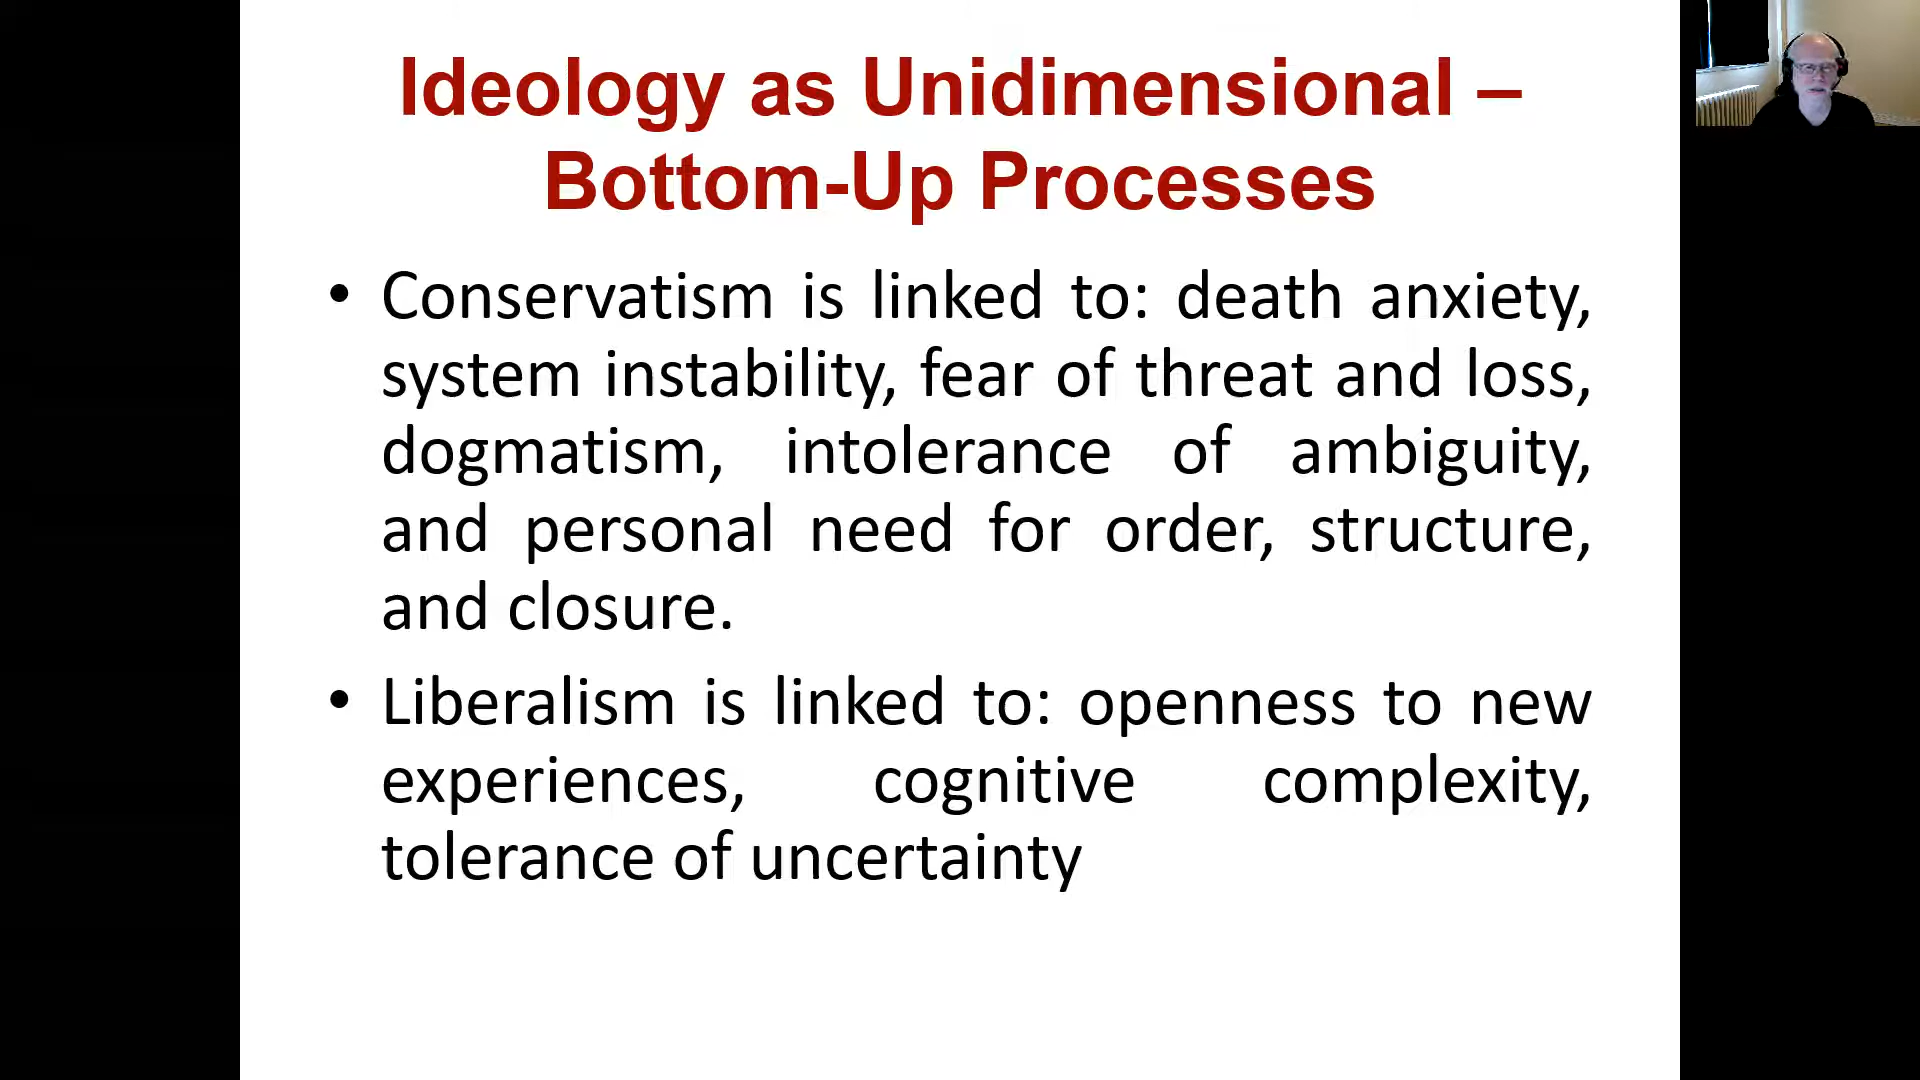 Ideology as Unidimensional –
Bottom-Up Processes
• Conservatism is linked to: death anxiety,
system instability, fear of threat and loss,
dogmatism, intolerance of ambiguity,
and personal need for order, structure,
and closure.
• Liberalism is linked to: openness to new
experiences, cognitive complexity,
tolerance of uncertainty